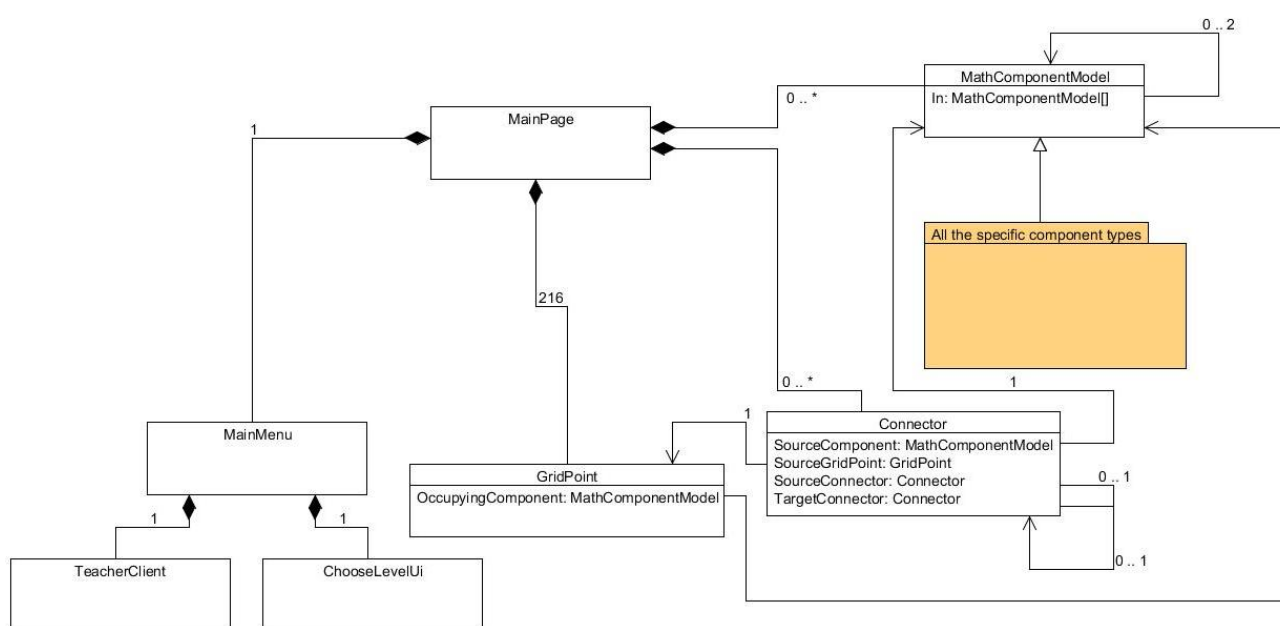 0 .. 2
MathComponentModel
In: MathComponentModel[]
0 .. *
MainPage
1
All the specific component types
216
0 .. *
1
1
Connector
SourceComponent: MathComponentModel
SourceGridPoint: GridPoint
SourceConnector: Connector
TargetConnector: Connector
0 .. 1
0 .. 1
MainMenu
GridPoint
OccupyingComponent: MathComponentModel
1
1
TeacherClient
ChooseLevelUi